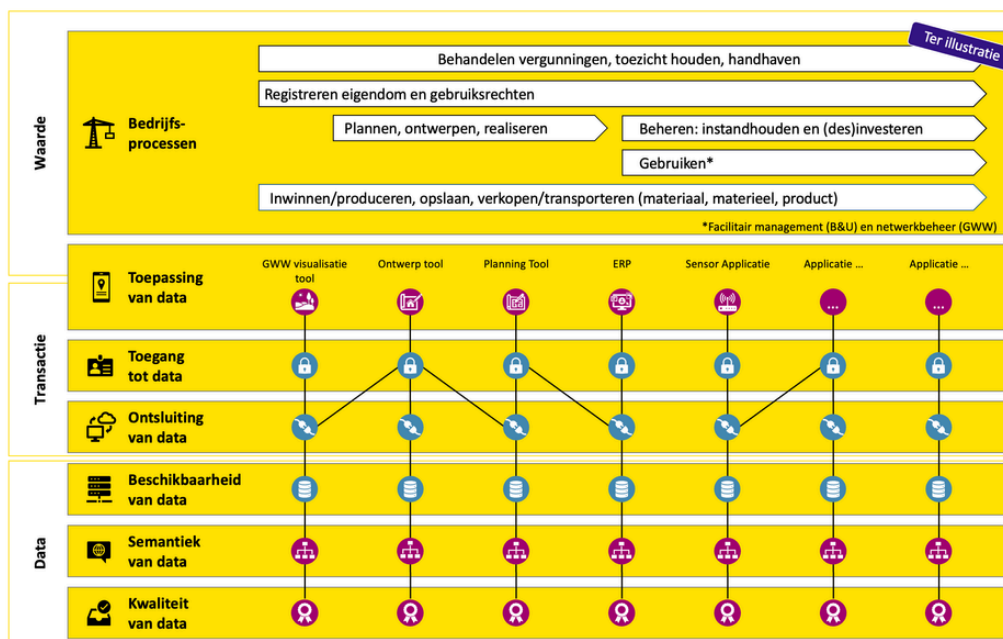 Ter illustratie
Waarde
Bedrijfs-
processen
Behandelen vergunningen, toezicht houden, handhaven
Registreren eigendom en gebruiksrechten
Plannen, ontwerpen, realiseren
Beheren: instandhouden en (des)investeren
Gebruiken*
Inwinnen/produceren, opslaan, verkopen/transporteren (materiaal, materieel, product)
*Facilitair management (B&U) en netwerkbeheer (GWW)
Toepassing
van data
GWW visualisatie
tool
Ontwerp tool
Planning Tool
ERP
Sensor Applicatie
Applicatie ...
Applicatie ...
...
...
Transactie
Toegang
tot data
Ontsluiting
van data
Data
Beschikbaarheid
van data
Semantiek
van data
Kwaliteit
van data